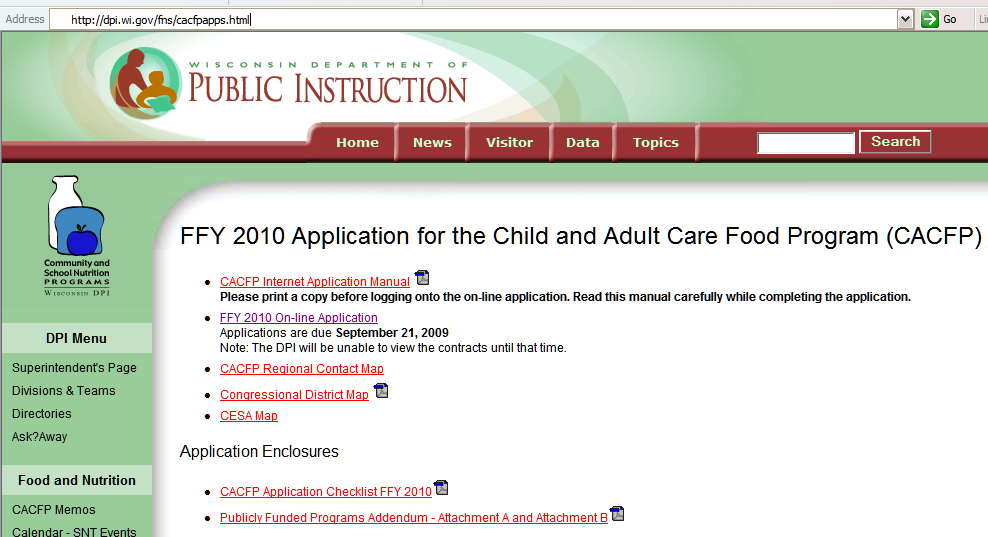 Address http://dpi.wi.gov/fns/cacfpapps.html Go
WISCONSIN DEPARTMENT OF
PUBLIC INSTRUCTION
Home News Visitor Data Topics Search
Community and
School Nutrition
PROGRAMS
WISCONSIN DPI
DPI Menu
Superintendent's Page
Divisions & Teams
Directories
Ask?Away
Food and Nutrition
CACFP Memos
Calendar - SNT Events
FFY 2010 Application for the Child and Adult Care Food Program (CACFP)
CACFP Internet Application Manual
Please print a copy before logging onto the on-line application. Read this manual carefully while completing the application.
FFY 2010 On-line Application
Applications are due September 21, 2009
Note: The DPI will be unable to view the contracts until that time.
CACFP Regional Contact Map
Congressional District Map
CESA Map
Application Enclosures
CACFP Application Checklist FFY 2010
Publicly Funded Programs Addendum - Attachment A and Attachment B